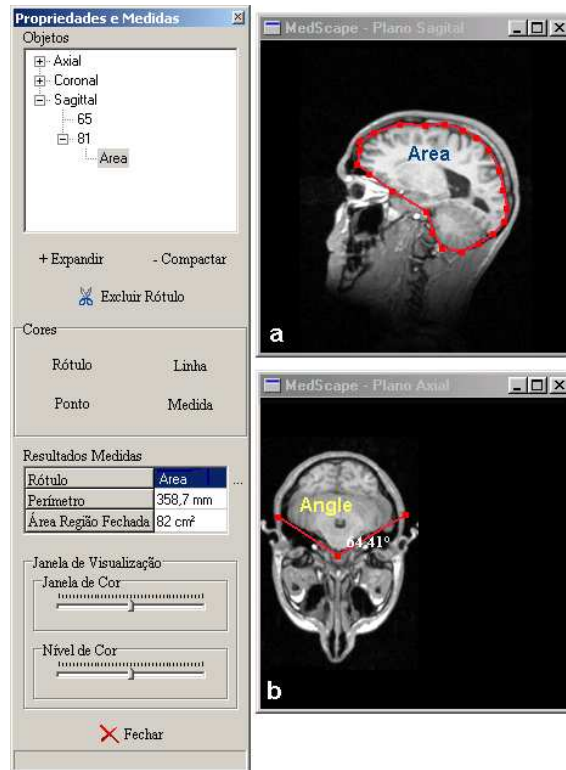 Propriedades e Medidas
Objetos
Axial
Coronal
Sagittal
65
81
Area
+ Expandir - Compactar
Excluir Rótulo
Cores
Rótulo Linha
Ponto Medida
Resultados Medidas
Rótulo Area ...
Perímetro 358,7 mm
Área Região Fechada 82 cm²
Janela de Visualização
Janela de Cor
Nível de Cor
Fechar
MedScape - Plano Sagital
Area
a
MedScape - Plano Axial
Angle
64,41º
b